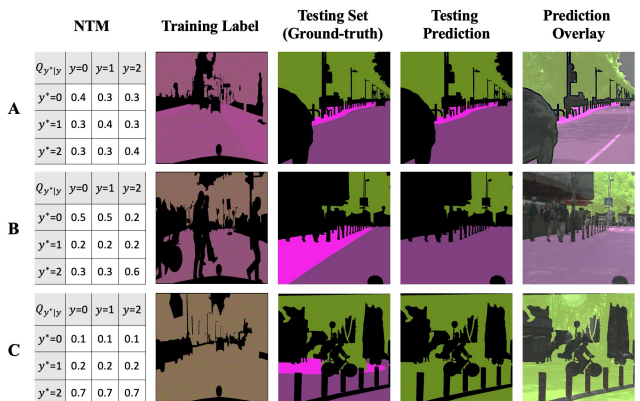 NTM Training Label Testing Set (Ground-truth) Testing Prediction Prediction Overlay
A
Q_{y*|y} y=0 y=1 y=2
y*=0 0.4 0.3 0.3
y*=1 0.3 0.4 0.3
y*=2 0.3 0.3 0.4
B
Q_{y*|y} y=0 y=1 y=2
y*=0 0.5 0.5 0.2
y*=1 0.2 0.2 0.2
y*=2 0.3 0.3 0.6
C
Q_{y*|y} y=0 y=1 y=2
y*=0 0.1 0.1 0.1
y*=1 0.2 0.2 0.2
y*=2 0.7 0.7 0.7